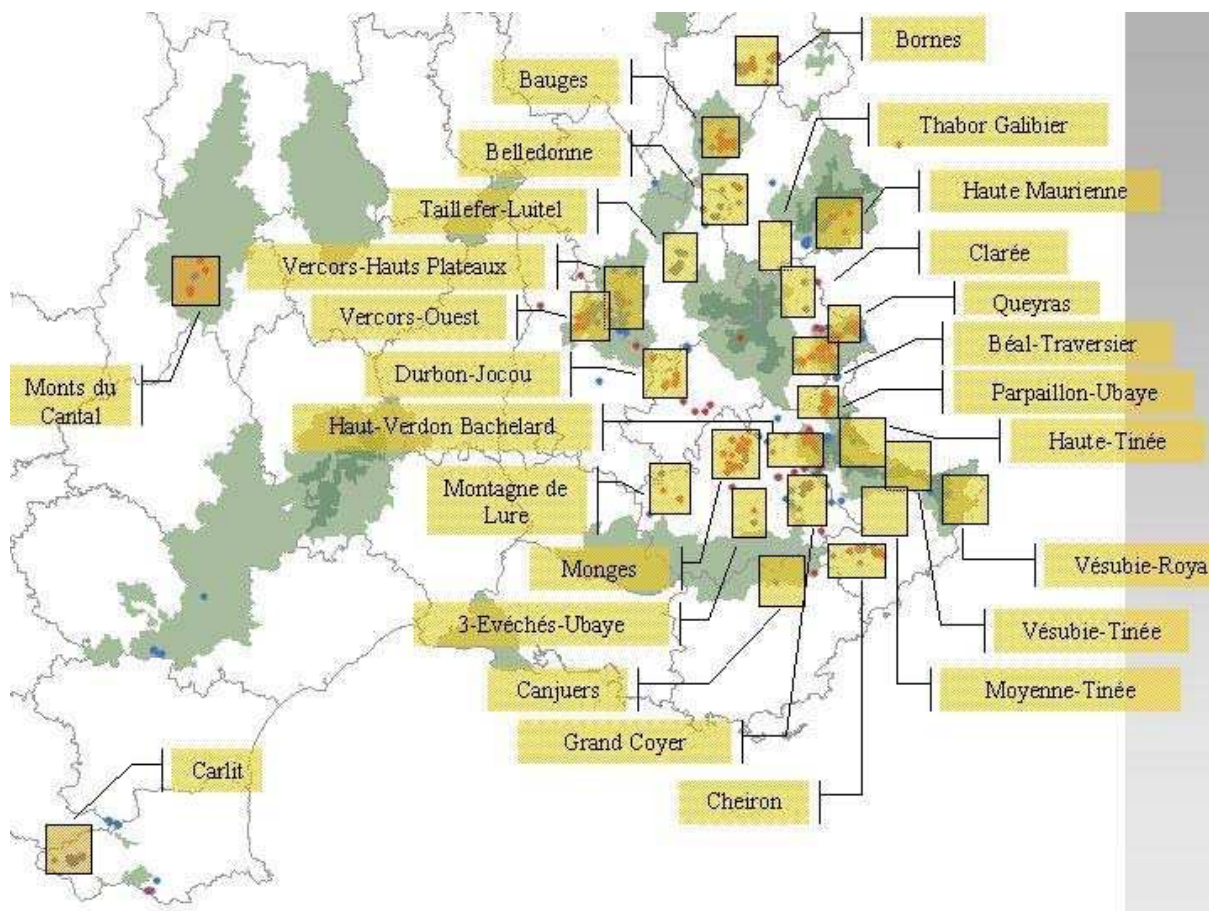 Bornes
Bauges
Thabor Galibier
Belledonne
Haute Maurienne
Taillefer-Luitel
Clarée
Vercors-Hauts Plateaux
Queyras
Vercors-Ouest
Béal-Traversier
Durbon-Jocou
Monts du
Cantal
Parpaillon-Ubaye
Haut-Verdon Bachelard
Haute-Tinée
Montagne de
Lure
Monges
Vésubie-Roya
3-Evéchés-Ubaye
Vésubie-Tinée
Canjuers
Moyenne-Tinée
Grand Coyer
Carlit
Cheiron